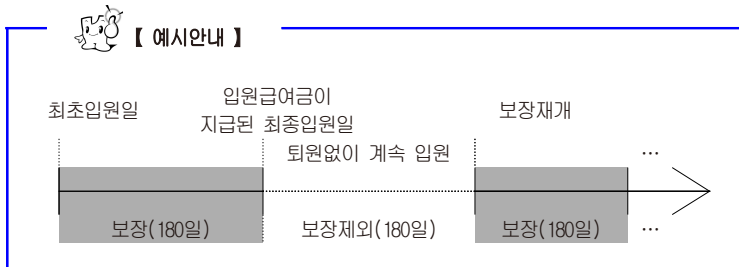 【 예시안내 】
최초입원일
입원급여금이
지급된 최종입원일
보장재개
퇴원없이 계속 입원
…
보장(180일)
보장제외(180일)
보장(180일)
…